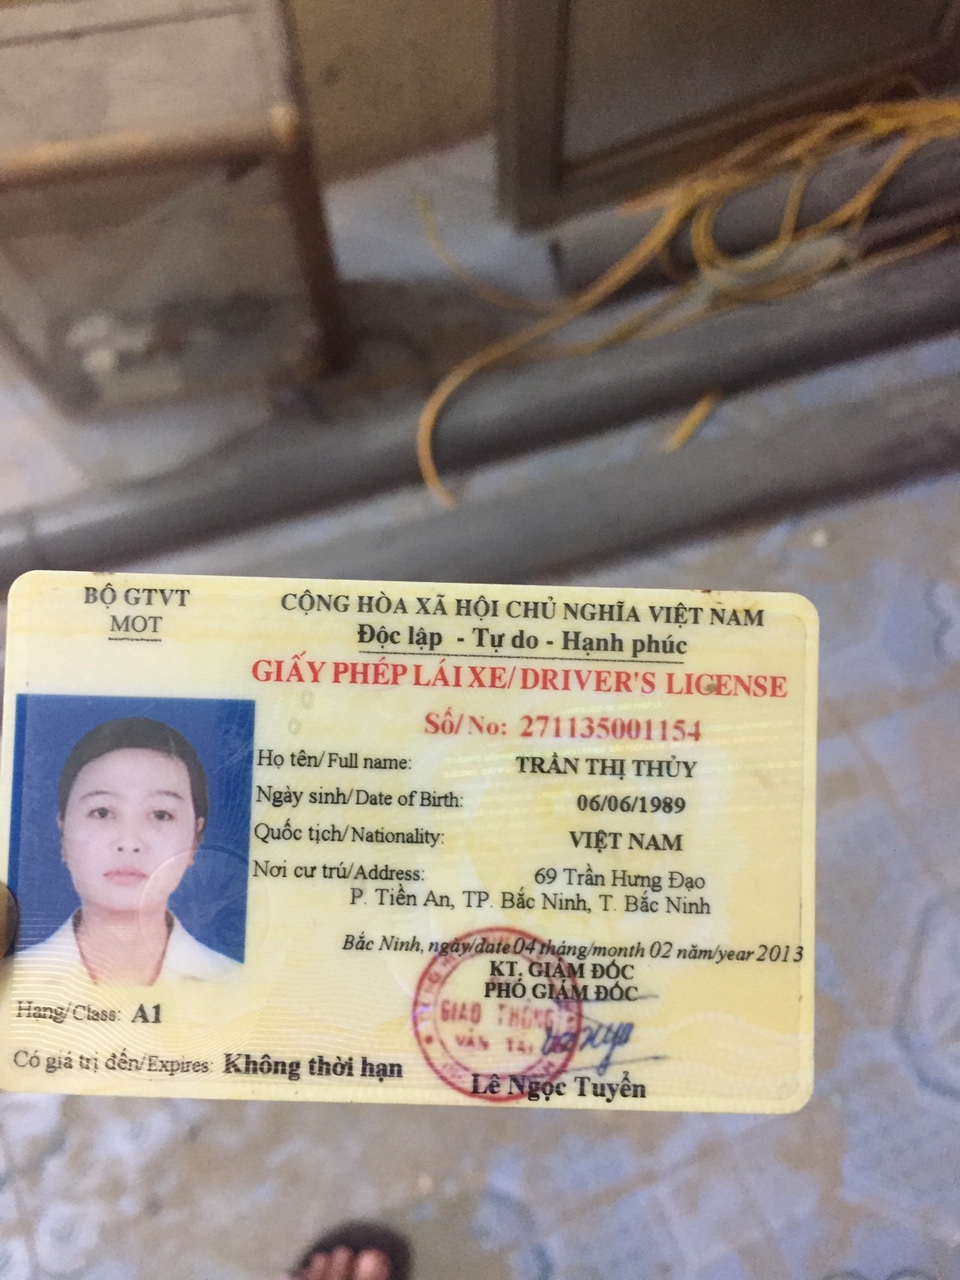 BỘ GTVT
MOT
CỘNG HÒA XÃ HỘI CHỦ NGHĨA VIỆT NAM
Độc lập - Tự do - Hạnh phúc
GIẤY PHÉP LÁI XE/ DRIVER'S LICENSE
Số/ No: 271135001154
Họ tên/ Full name: TRẦN THỊ THỦY
Ngày sinh/ Date of Birth: 06/06/1989
Quốc tịch/ Nationality: VIỆT NAM
Nơi cư trú/Address: 69 Trần Hưng Đạo
P. Tiền An, TP. Bắc Ninh, T. Bắc Ninh
Bắc Ninh, ngày/date 04 tháng/month 02 năm/year 2013
KT. GIÁM ĐỐC
PHÓ GIÁM ĐỐC
GIAO THÔNG
VẬN TẢI
Hạng/Class: A1
Có giá trị đến/Expires: Không thời hạn
Lê Ngọc Tuyển